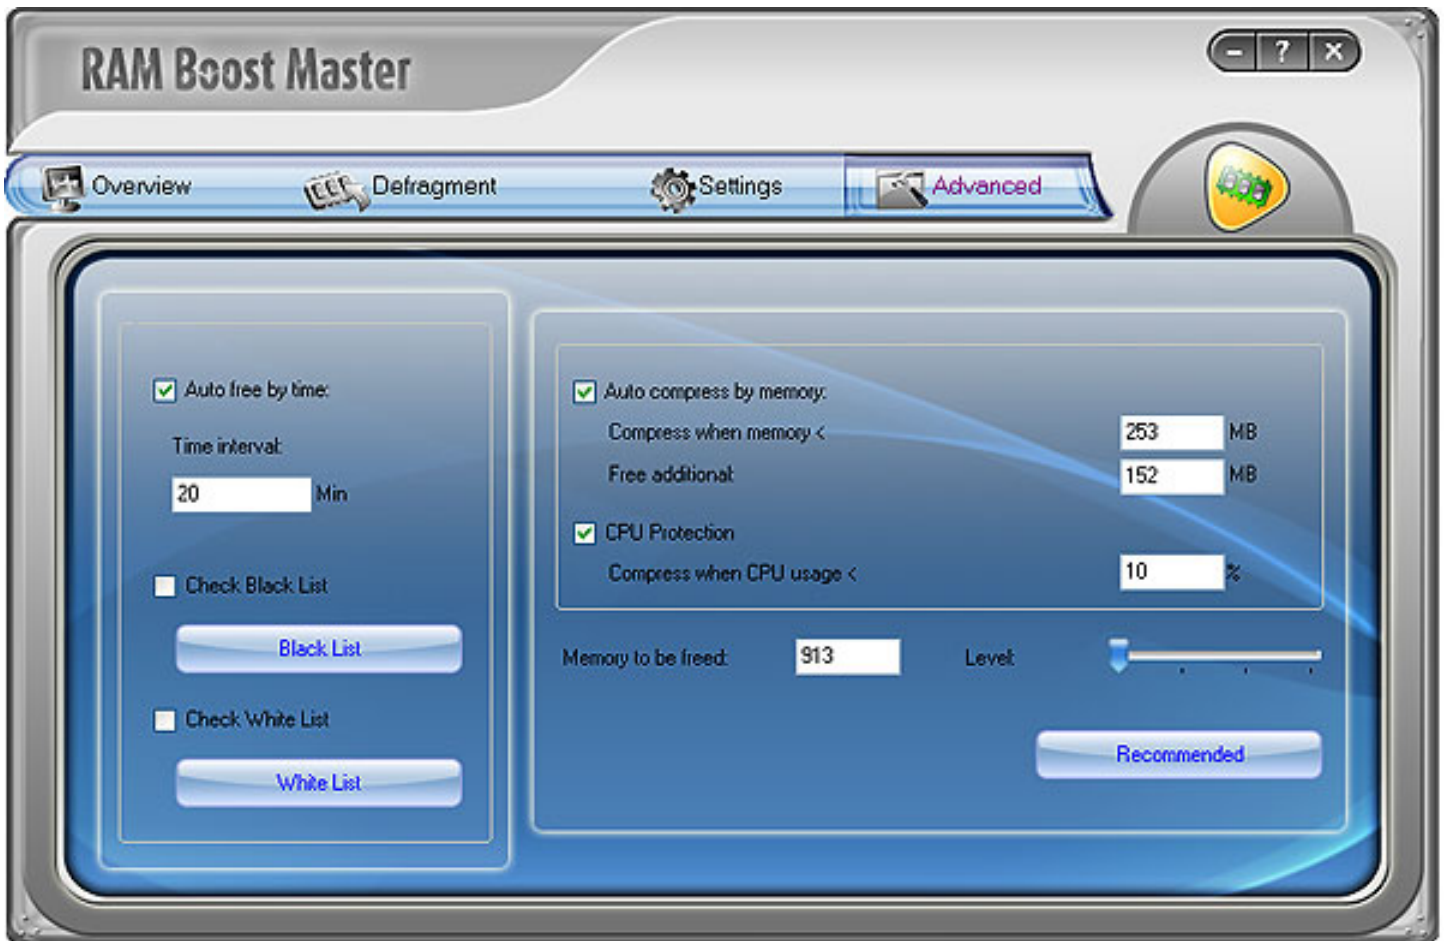 RAM Boost Master
Overview
Defragment
Settings
Advanced
Auto free by time:
Time interval:
20 Min
Check Black List
Black List
Check White List
White List
Auto compress by memory:
Compress when memory < 253 MB
Free additional: 152 MB
CPU Protection
Compress when CPU usage < 10 %
Memory to be freed: 913 Level:
Recommended